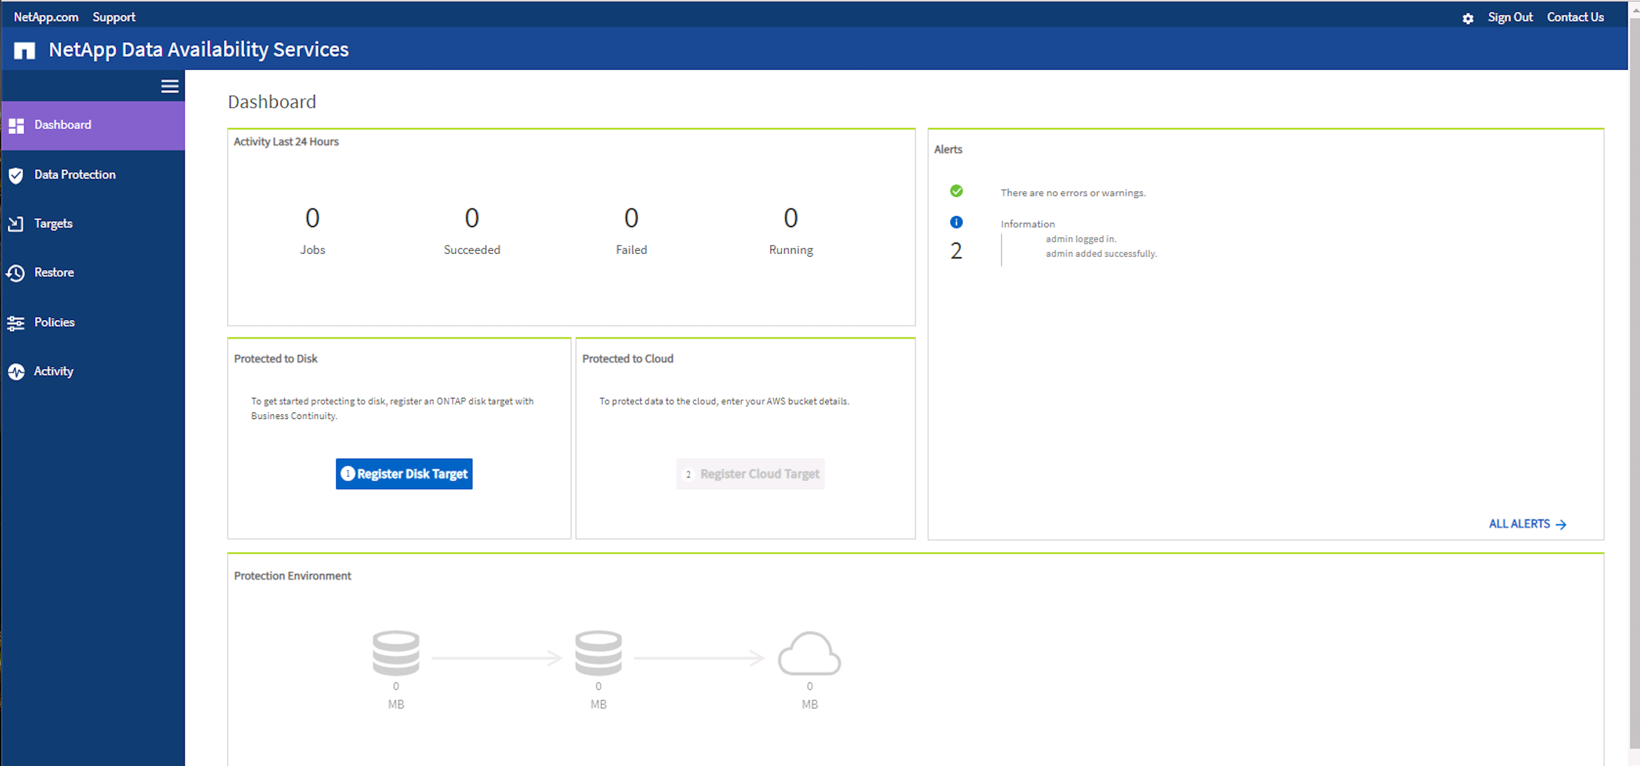 NetApp.com Support
Sign Out Contact Us
NetApp Data Availability Services
Dashboard
Data Protection
Targets
Restore
Policies
Activity
Dashboard
Activity Last 24 Hours
0 0 0 0
Jobs Succeeded Failed Running
Alerts
There are no errors or warnings.
Information
2
admin logged in.
admin added successfully.
ALL ALERTS
Protected to Disk
To get started protecting to disk, register an ONTAP disk target with
Business Continuity.
1 Register Disk Target
Protected to Cloud
To protect data to the cloud, enter your AWS bucket details.
2 Register Cloud Target
Protection Environment
0 0 0
MB MB MB